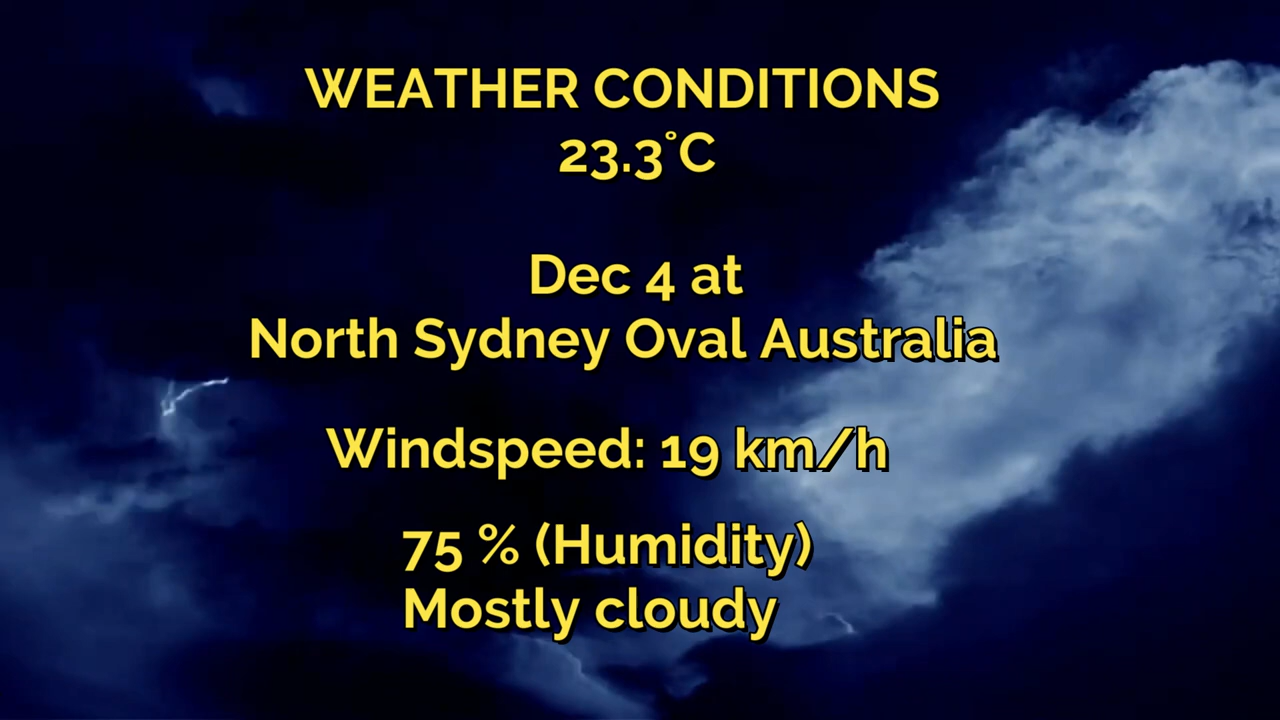 WEATHER CONDITIONS
23.3°C
Dec 4 at
North Sydney Oval Australia
Windspeed: 19 km/h
75 % (Humidity)
Mostly cloudy